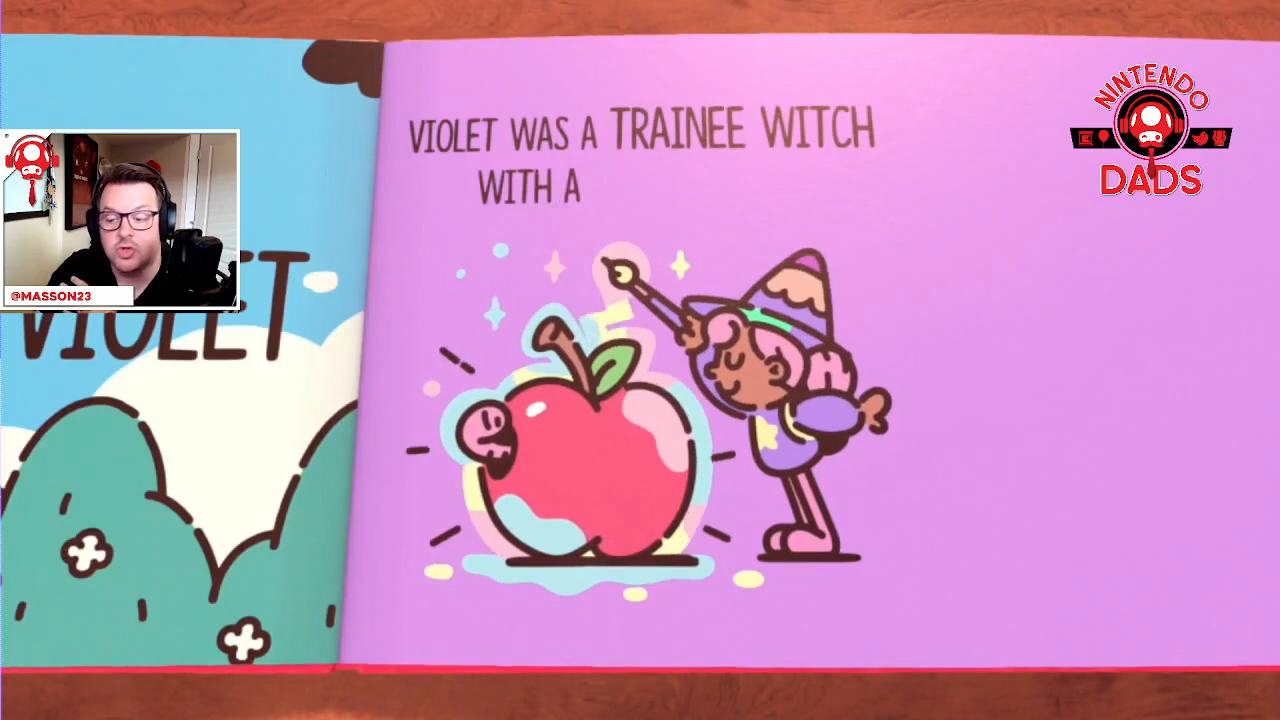 VIOLET
VIOLET WAS A TRAINEE WITCH
WITH A
@MASSON23
NINTENDO
DADS